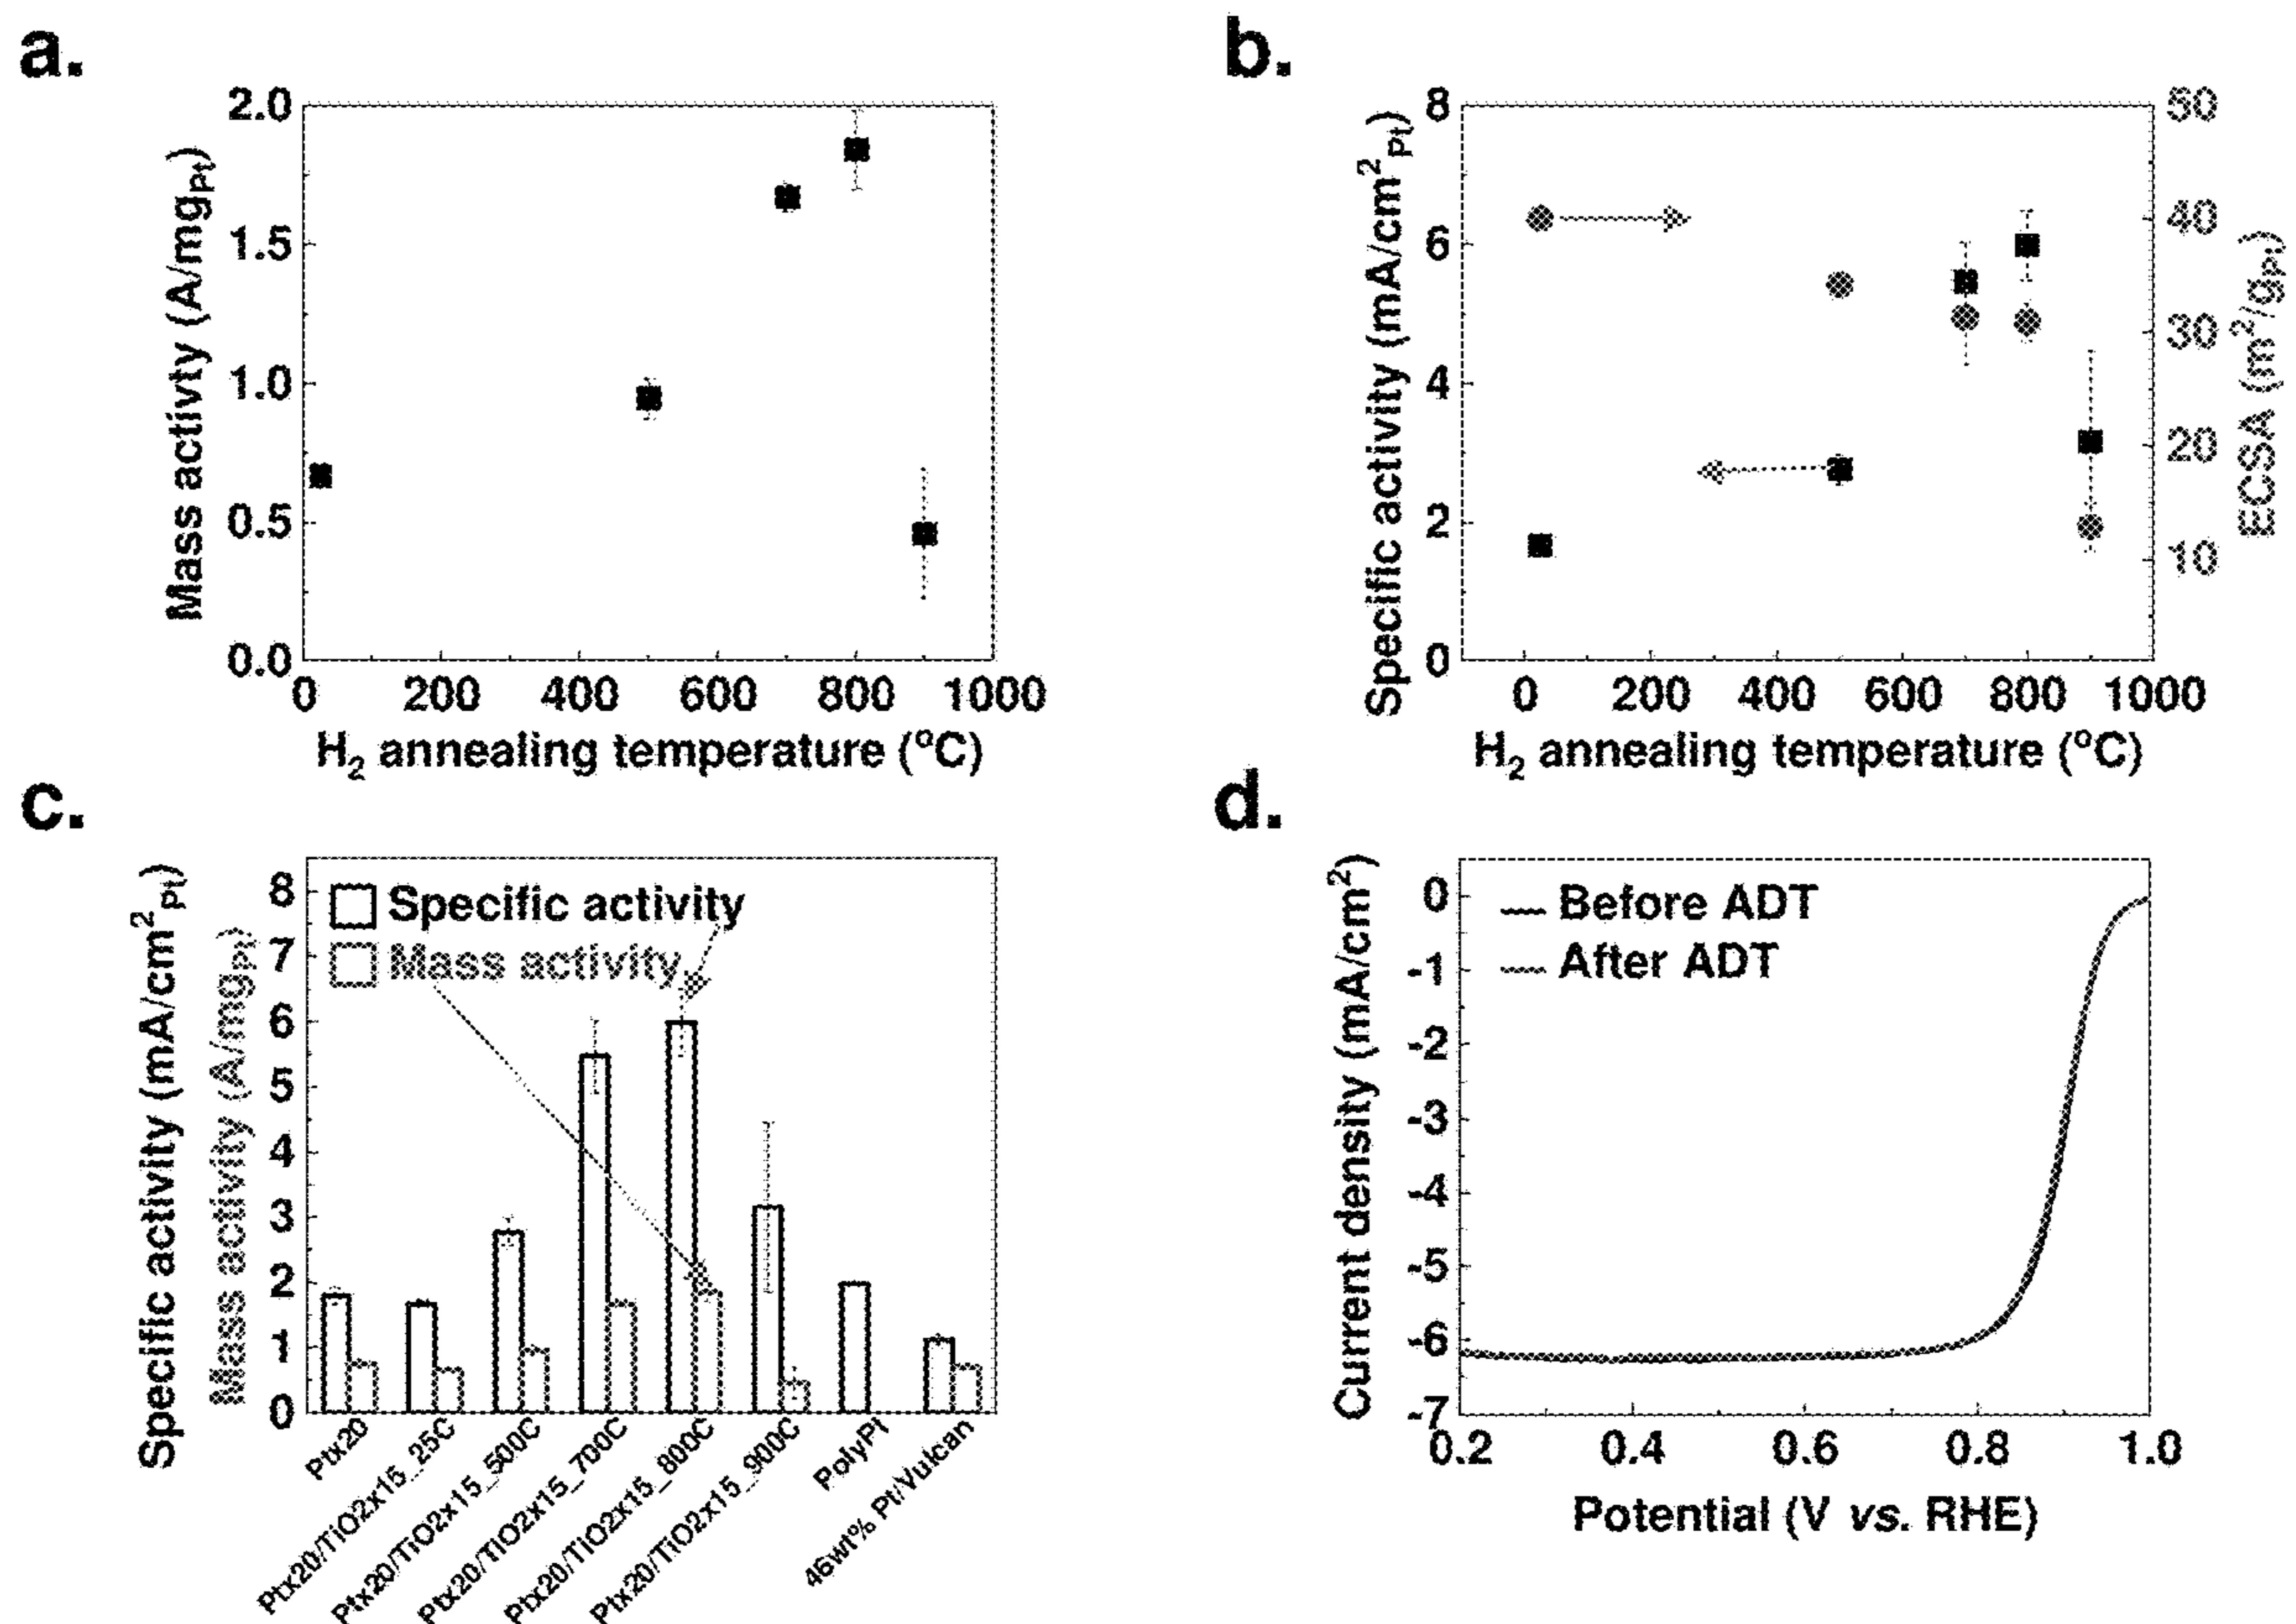 a.
2.0
1.5
1.0
0.5
0.0
Mass activty (A/mgPt)
0 200 400 600 800 1000
H2 annealing temperature (°C)
b.
8
6
4
2
0
Specific activity (mA/cm2Pt)
50
40
30
20
10
ECSA (m2/gPt)
0 200 400 600 800 1000
H2 annealing temperature (°C)
c.
Specific activity (mA/cm2Pt)
Mass activity (A/mgPt)
8
7
6
5
4
3
2
1
0
Specific activity
Mass activity
Ptx20
Ptx20/TiO2x15_25C
Ptx20/TiO2x15_500C
Ptx20/TiO2x15_700C
Ptx20/TiO2x15_800C
Ptx20/TiO2x15_900C
PolyPt
46wt% Pt/Vulcan
d.
Current density (mA/cm2)
0
-1
-2
-3
-4
-5
-6
-7
Before ADT
After ADT
0.2 0.4 0.6 0.8 1.0
Potential (V vs. RHE)